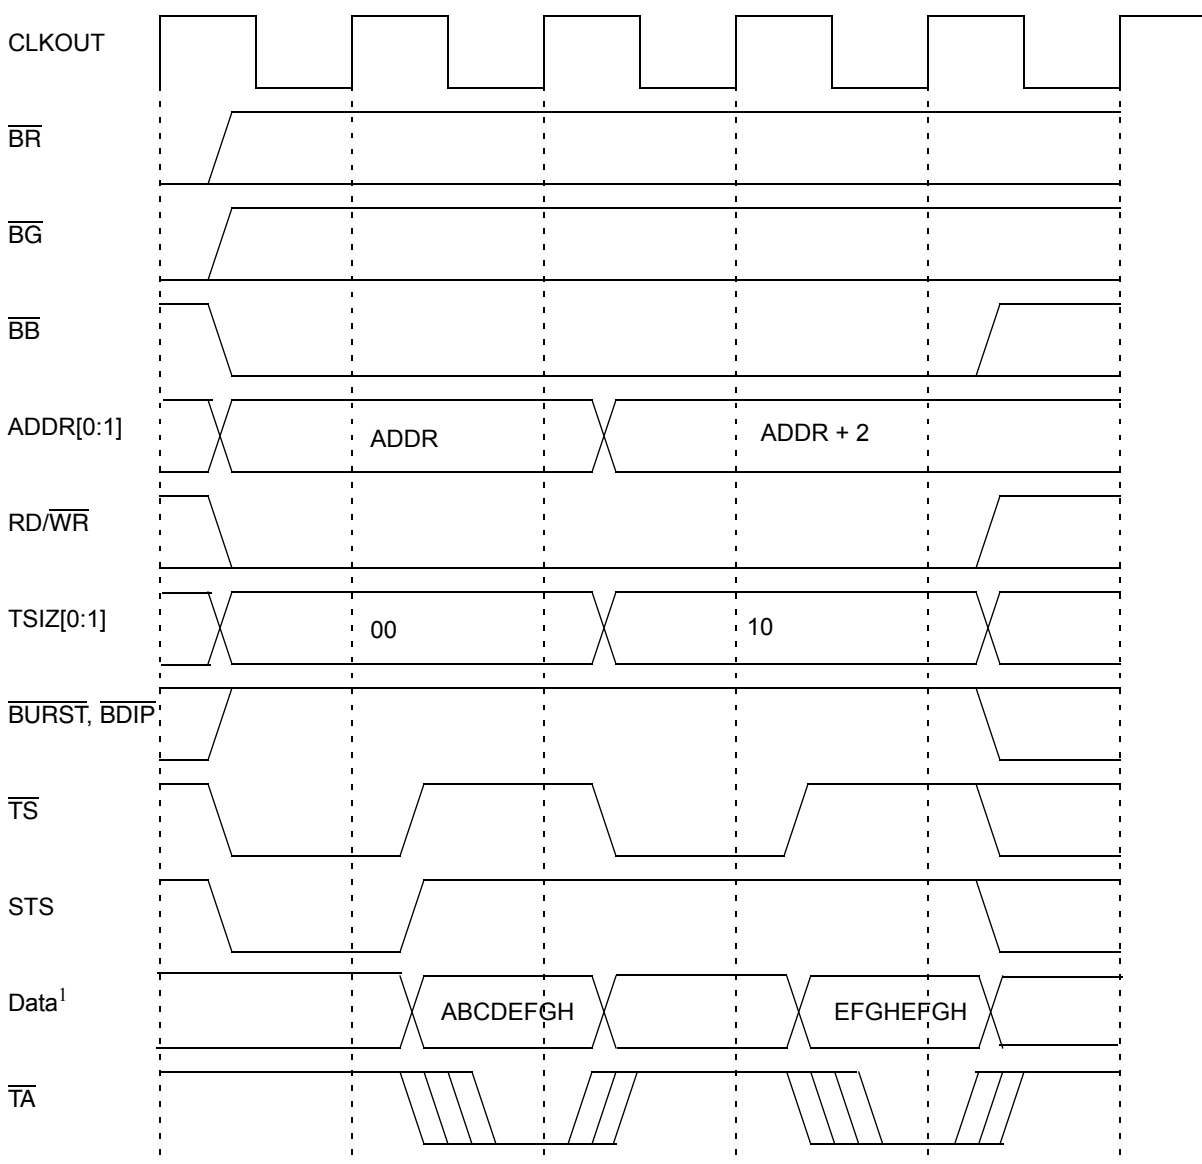 CLKOUT
BR
BG
BB
ADDR[0:1] ADDR ADDR + 2
RD/WR
TSIZ[0:1] 00 10
BURST, BDIP
TS
STS
Data1 ABCDEFGH EFGHEFGH
TA